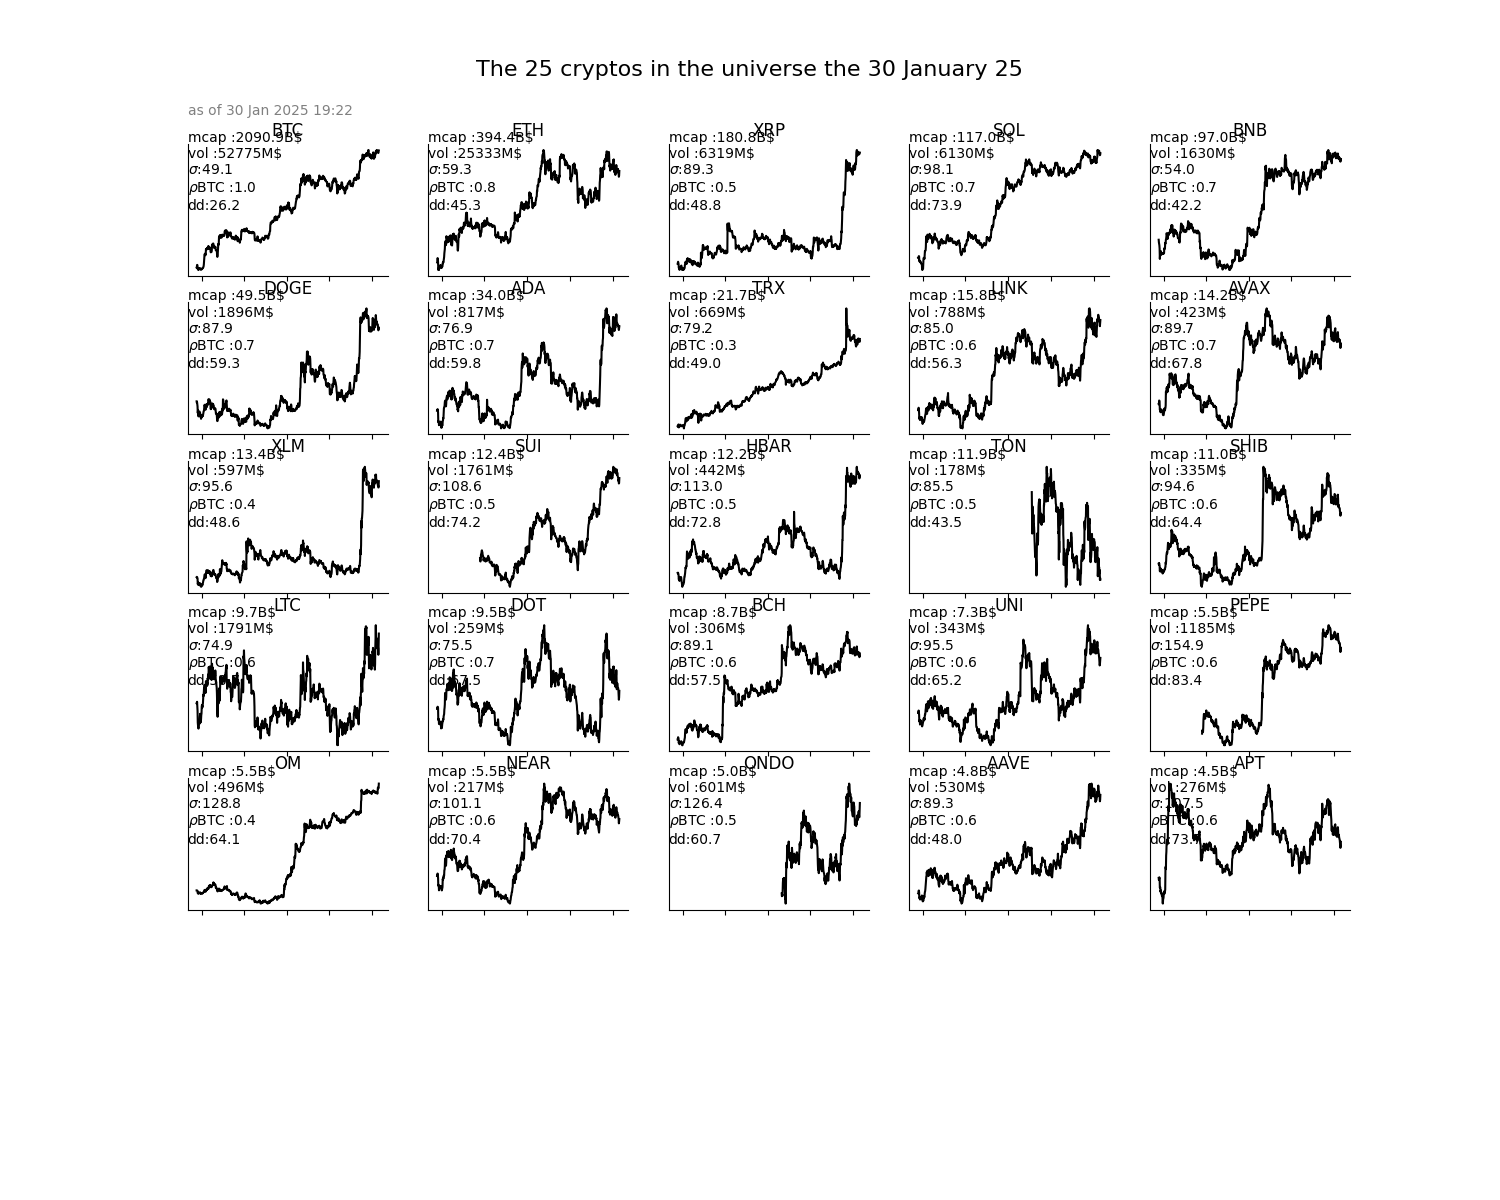 The 25 cryptos in the universe the 30 January 25
as of 30 Jan 2025 19:22
BTC
mcap :2090.9B$
vol :52775M$
σ:49.1
ρBTC :1.0
dd:26.2
ETH
mcap :394.4B$
vol :25333M$
σ:59.3
ρBTC :0.8
dd:45.3
XRP
mcap :180.8B$
vol :6319M$
σ:89.3
ρBTC :0.5
dd:48.8
SOL
mcap :117.0B$
vol :6130M$
σ:98.1
ρBTC :0.7
dd:73.9
BNB
mcap :97.0B$
vol :1630M$
σ:54.0
ρBTC :0.7
dd:42.2
DOGE
mcap :49.5B$
vol :1896M$
σ:87.9
ρBTC :0.7
dd:59.3
ADA
mcap :34.0B$
vol :817M$
σ:76.9
ρBTC :0.7
dd:59.8
TRX
mcap :21.7B$
vol :669M$
σ:79.2
ρBTC :0.3
dd:49.0
LINK
mcap :15.8B$
vol :788M$
σ:85.0
ρBTC :0.6
dd:56.3
AVAX
mcap :14.2B$
vol :423M$
σ:89.7
ρBTC :0.7
dd:67.8
XLM
mcap :13.4B$
vol :597M$
σ:95.6
ρBTC :0.4
dd:48.6
SUI
mcap :12.4B$
vol :1761M$
σ:108.6
ρBTC :0.5
dd:74.2
HBAR
mcap :12.2B$
vol :442M$
σ:113.0
ρBTC :0.5
dd:72.8
TON
mcap :11.9B$
vol :178M$
σ:85.5
ρBTC :0.5
dd:43.5
SHIB
mcap :11.0B$
vol :335M$
σ:94.6
ρBTC :0.6
dd:64.4
LTC
mcap :9.7B$
vol :1791M$
σ:74.9
ρBTC :0.6
DOT
mcap :9.5B$
vol :259M$
σ:75.5
ρBTC :0.7
dd:57.5
BCH
mcap :8.7B$
vol :306M$
σ:89.1
ρBTC :0.6
dd:57.5
UNI
mcap :7.3B$
vol :343M$
σ:95.5
ρBTC :0.6
dd:65.2
PEPE
mcap :5.5B$
vol :1185M$
σ:154.9
ρBTC :0.6
dd:83.4
OM
mcap :5.5B$
vol :496M$
σ:128.8
ρBTC :0.4
dd:64.1
NEAR
mcap :5.5B$
vol :217M$
σ:101.1
ρBTC :0.6
dd:70.4
ONDO
mcap :5.0B$
vol :601M$
σ:126.4
ρBTC :0.5
dd:60.7
AAVE
mcap :4.8B$
vol :530M$
σ:89.3
ρBTC :0.6
dd:48.0
APT
mcap :4.5B$
vol :276M$
σ:107.5
ρBTC :0.6